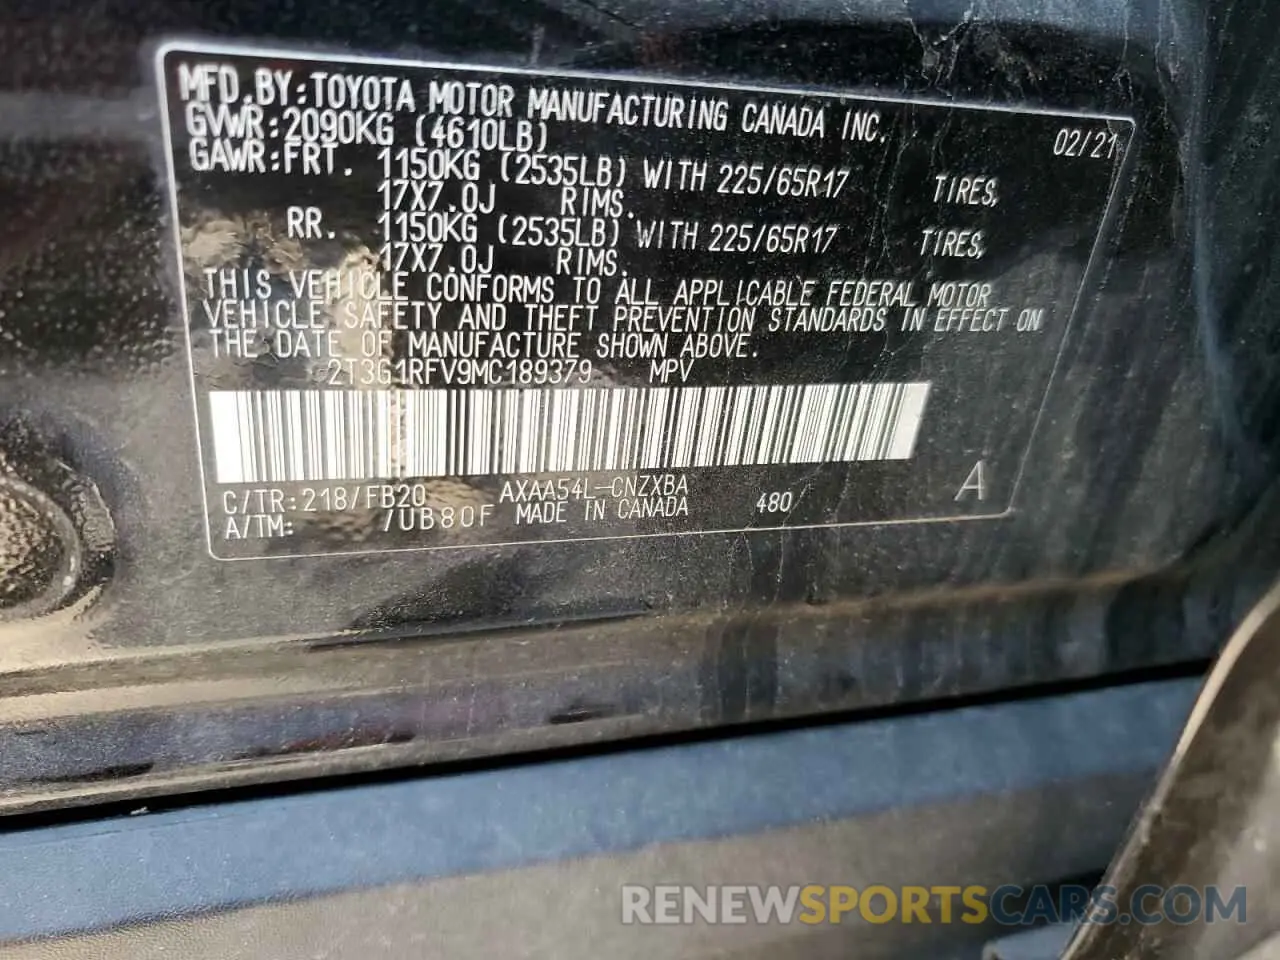 MFD.BY:TOYOTA MOTOR MANUFACTURING CANADA INC. 02/21
GVWR:2090KG (4610LB)
GAWR:FRT. 1150KG (2535LB) WITH 225/65R17 TIRES,
17X7.0J RIMS.
RR. 1150KG (2535LB) WITH 225/65R17 TIRES,
17X7.0J RIMS.
THIS VEHICLE CONFORMS TO ALL APPLICABLE FEDERAL MOTOR
VEHICLE SAFETY AND THEFT PREVENTION STANDARDS IN EFFECT ON
THE DATE OF MANUFACTURE SHOWN ABOVE.
2T3G1RFV9MC189379 MPV
C/TR:218/FB20 AXAA54L-CNZXBA 480 A
A/TM: /UB80F MADE IN CANADA
RENEWSPORTSCARS.COM